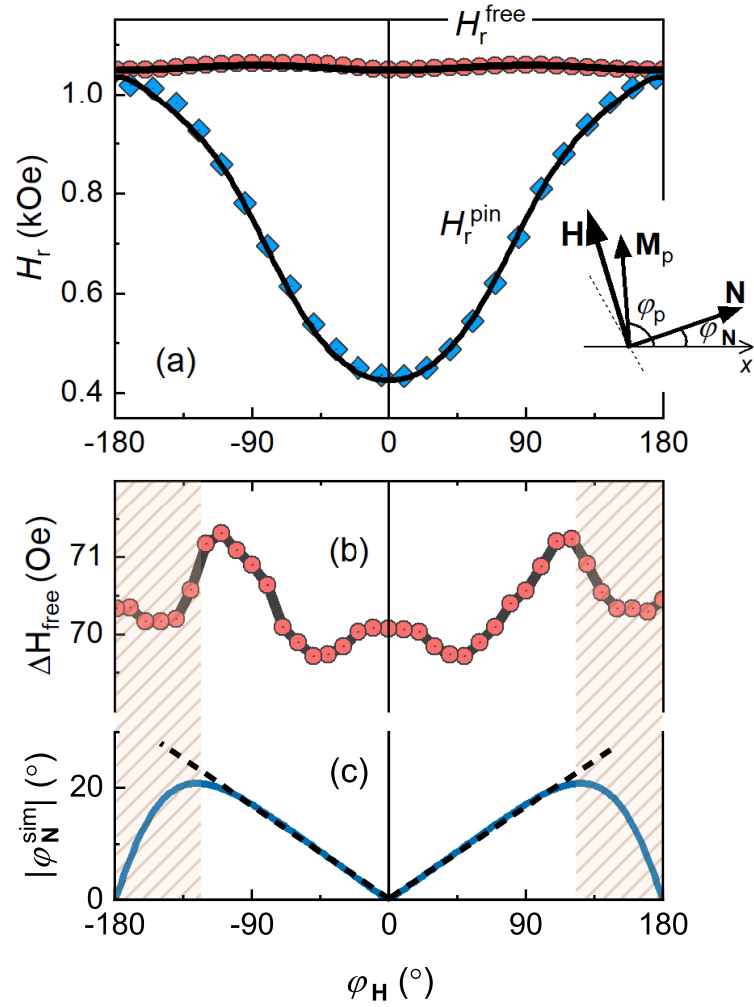 H_r^free
1.0
0.8
0.6
0.4
H_r (kOe)
H_r^pin
(a)
H
M_p
N
φ_p
φ_N
x
-180 -90 0 90 180
71
70
ΔH_free (Oe)
(b)
20
0
|φ_N^sim| (°)
(c)
-180 -90 0 90 180
φ_H (°)